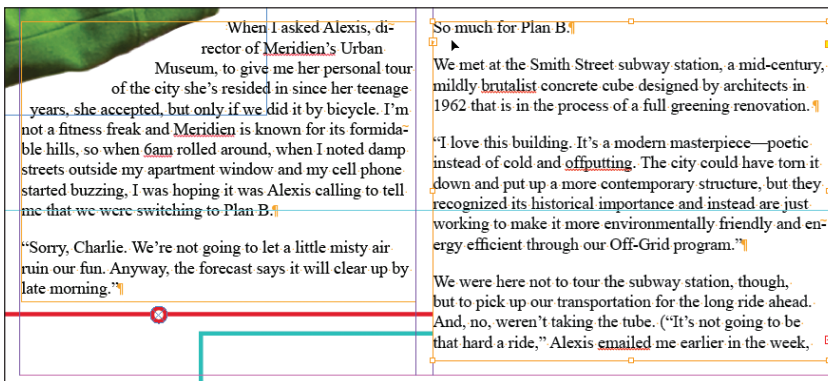 When I asked Alexis, di-
rector of Meridien's Urban
Museum, to give me her personal tour
of the city she's resided in since her teenage
years, she accepted, but only if we did it by bicycle. I'm
not a fitness freak and Meridien is known for its formida-
ble hills, so when 6am rolled around, when I noted damp
streets outside my apartment window and my cell phone
started buzzing, I was hoping it was Alexis calling to tell
me that we were switching to Plan B.¶
“Sorry, Charlie. We're not going to let a little misty air
ruin our fun. Anyway, the forecast says it will clear up by
late morning.”¶
So much for Plan B.¶
We met at the Smith Street subway station, a mid-century,
mildly brutalist concrete cube designed by architects in
1962 that is in the process of a full greening renovation.¶
“I love this building. It's a modern masterpiece—poetic
instead of cold and offputting. The city could have torn it
down and put up a more contemporary structure, but they
recognized its historical importance and instead are just
working to make it more environmentally friendly and en-
ergy efficient through our Off-Grid program.”¶
We were here not to tour the subway station, though,
but to pick up our transportation for the long ride ahead.
And, no, weren't taking the tube. (“It's not going to be
that hard a ride,” Alexis emailed me earlier in the week,